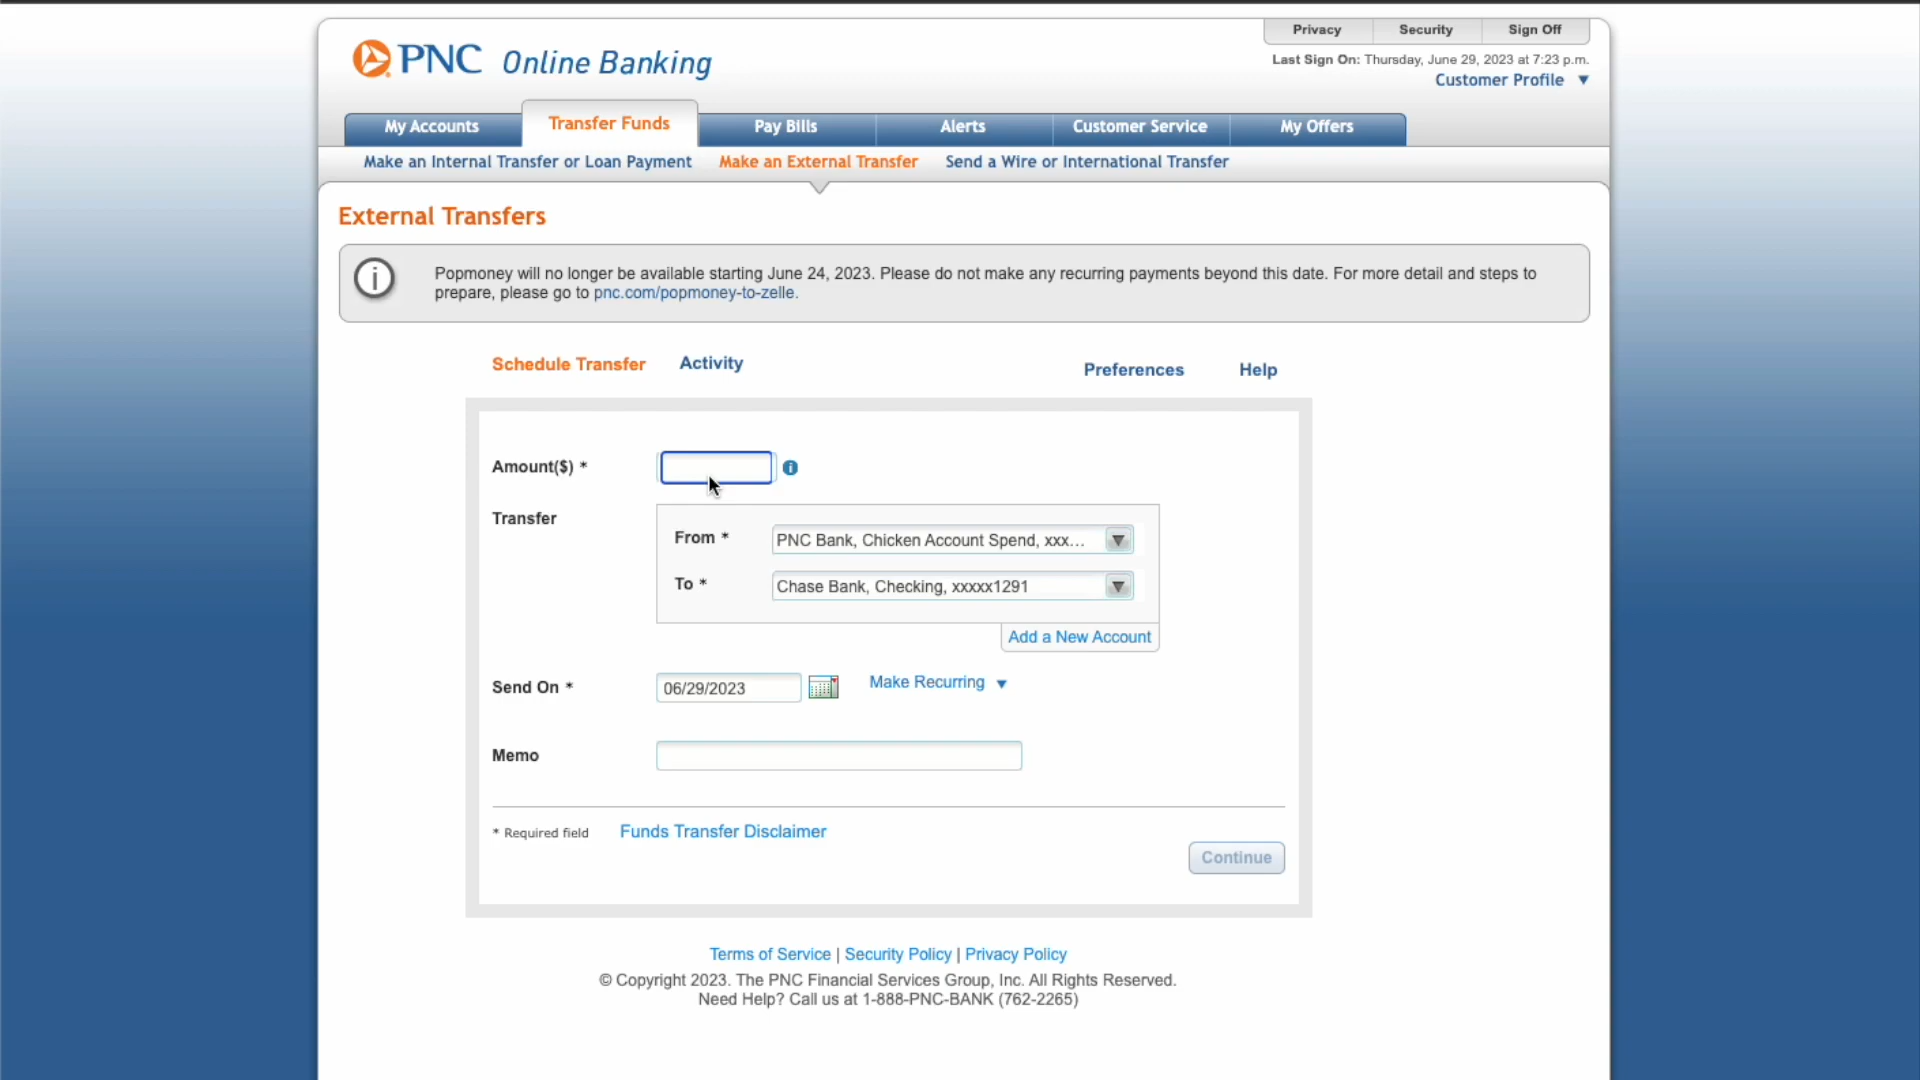 Privacy
Security
Sign Off
PNC Online Banking
Last Sign On: Thursday, June 29, 2023 at 7:23 p.m.
Customer Profile
My Accounts
Transfer Funds
Pay Bills
Alerts
Customer Service
My Offers
Make an Internal Transfer or Loan Payment
Make an External Transfer
Send a Wire or International Transfer
External Transfers
Popmoney will no longer be available starting June 24, 2023. Please do not make any recurring payments beyond this date. For more detail and steps to
prepare, please go to pnc.com/popmoney-to-zelle.
Schedule Transfer
Activity
Preferences
Help
Amount($) *
Transfer
From *
PNC Bank, Chicken Account Spend, xxx...
To *
Chase Bank, Checking, xxxxx1291
Add a New Account
Send On *
06/29/2023
Make Recurring
Memo
* Required field
Funds Transfer Disclaimer
Continue
Terms of Service | Security Policy | Privacy Policy
© Copyright 2023. The PNC Financial Services Group, Inc. All Rights Reserved.
Need Help? Call us at 1-888-PNC-BANK (762-2265)